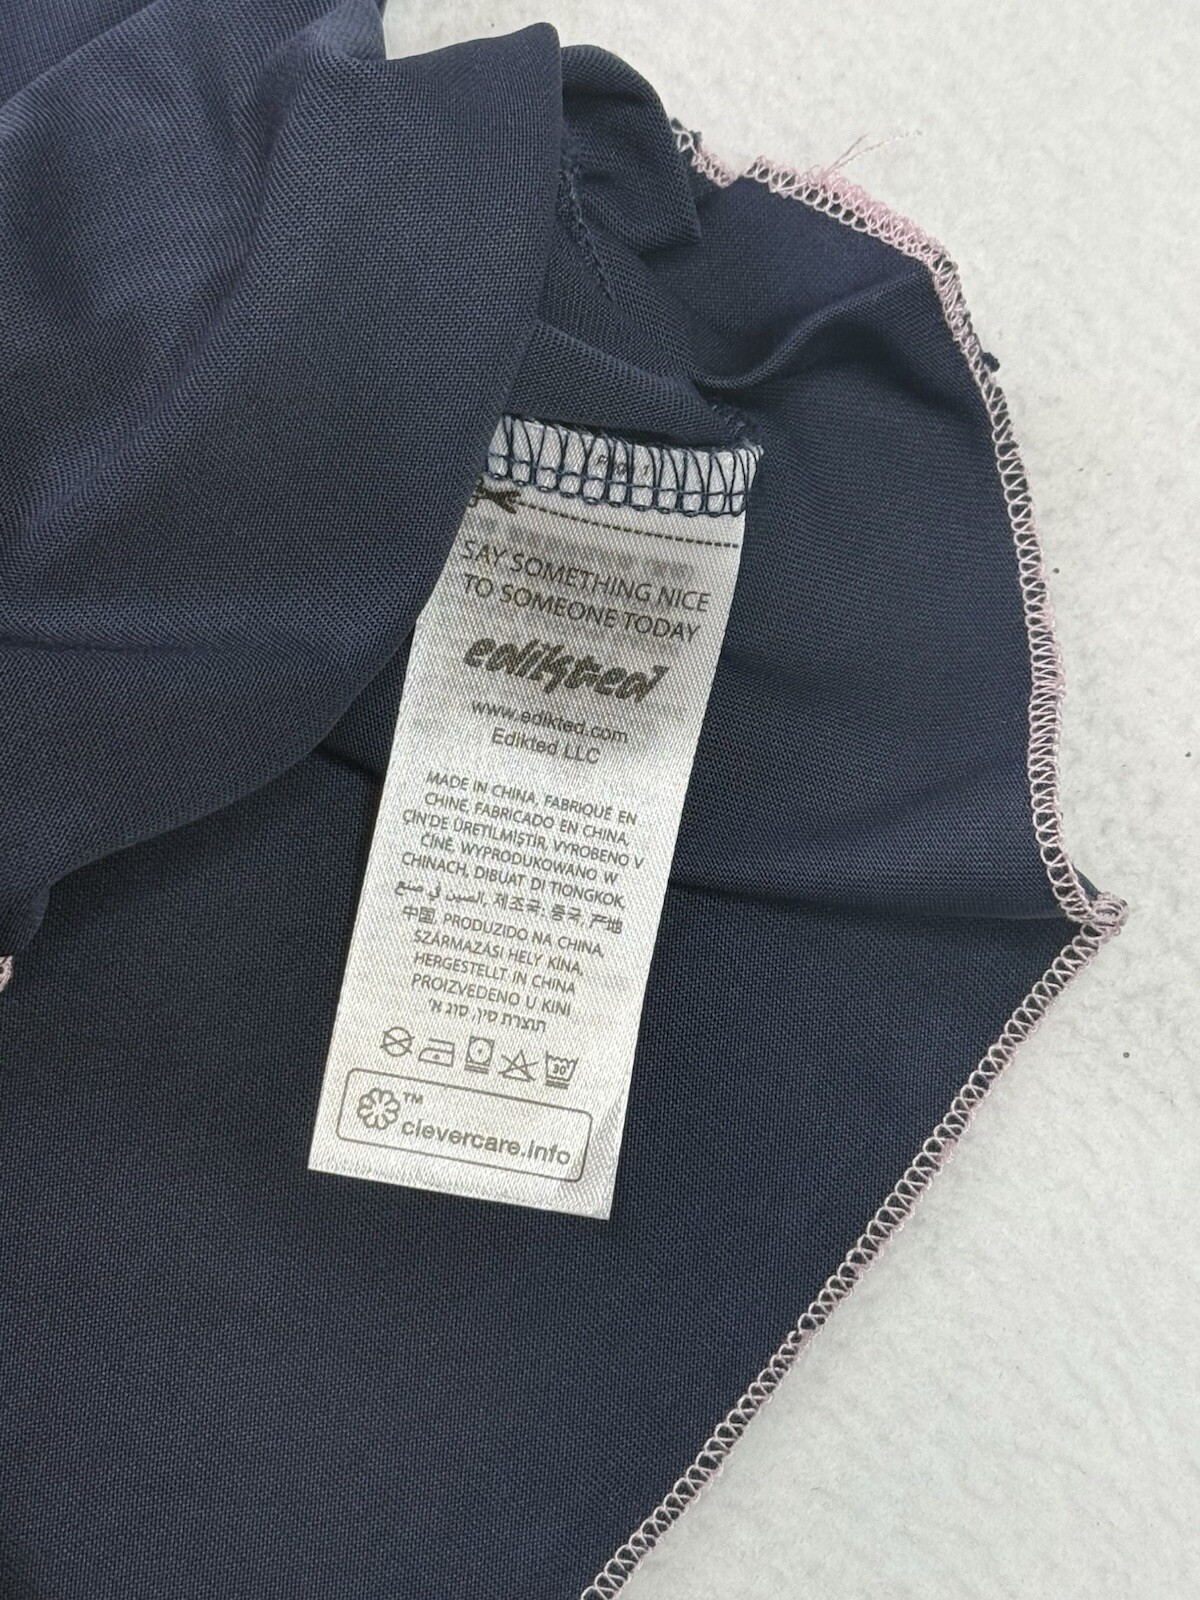 SAY SOMETHING NICE
TO SOMEONE TODAY
edikted
www.edikted.com
Edikted LLC
MADE IN CHINA, FABRIQUÉ EN
CHINE, FABRICADO EN CHINA,
ÇİN'DE ÜRETİLMİŞTİR, VYROBENO V
ČÍNĚ, WYPRODUKOWANO W
CHINACH, DIBUAT DI TIONGKOK,
الصين في صنع, 제조국: 중국, 产地
中国, PRODUZIDO NA CHINA,
SZÁRMAZÁSI HELY KÍNA,
HERGESTELLT IN CHINA
PROIZVEDENO U KINI
תוצרת סין, סוג א'
30°
™
clevercare.info